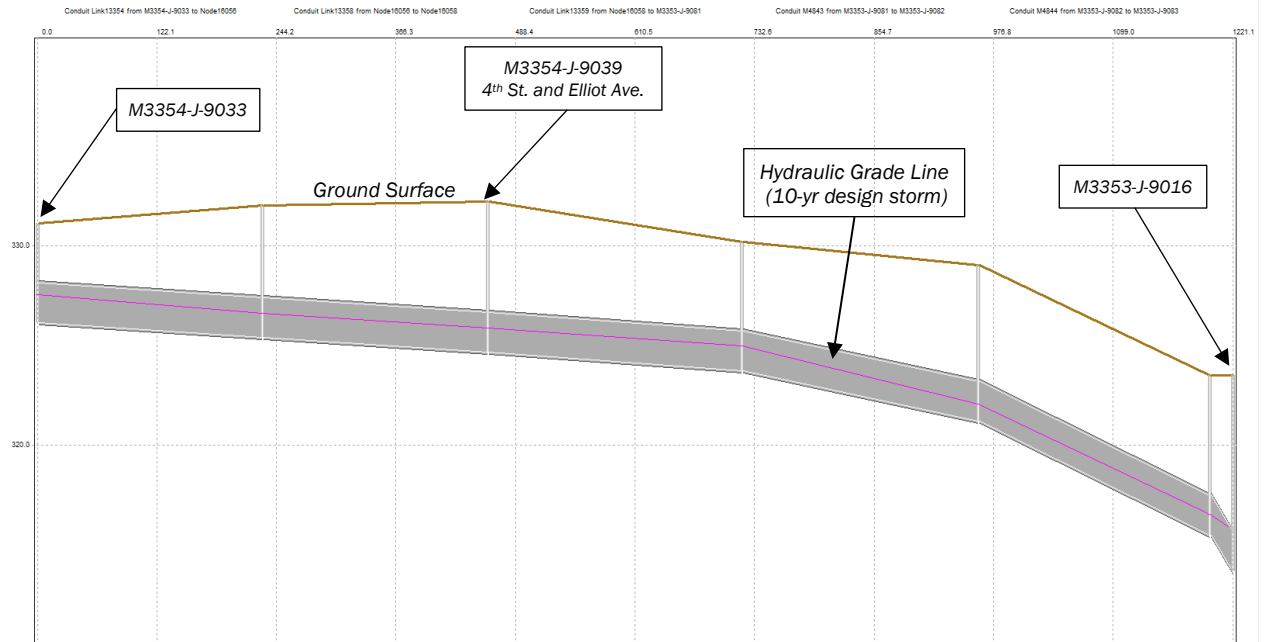 Conduit Link13354 from M3354-J-9033 to Node16056
Conduit Link13358 from Node16056 to Node16058
Conduit Link13359 from Node16058 to M3353-J-9081
Conduit M4843 from M3353-J-9081 to M3353-J-9082
Conduit M4844 from M3353-J-9082 to M3353-J-9083
0.0 122.1 244.2 366.3 488.4 610.5 732.6 854.7 976.8 1099.0 1221.1
M3354-J-9039
4th St. and Elliot Ave.
M3354-J-9033
Hydraulic Grade Line
(10-yr design storm)
M3353-J-9016
Ground Surface
330.0
320.0